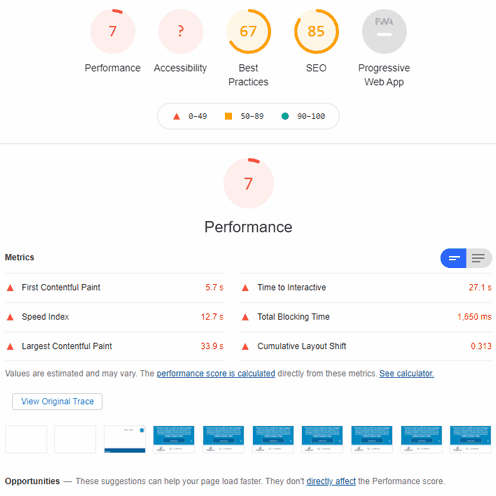 7
?
67
85
PWA
Performance
Accessibility
Best
Practices
SEO
Progressive
Web App
0–49
50–89
90–100
7
Performance
Metrics
First Contentful Paint 5.7 s
Time to Interactive 27.1 s
Speed Index 12.7 s
Total Blocking Time 1,650 ms
Largest Contentful Paint 33.9 s
Cumulative Layout Shift 0.313
Values are estimated and may vary. The performance score is calculated directly from these metrics. See calculator.
View Original Trace
Opportunities — These suggestions can help your page load faster. They don't directly affect the Performance score.